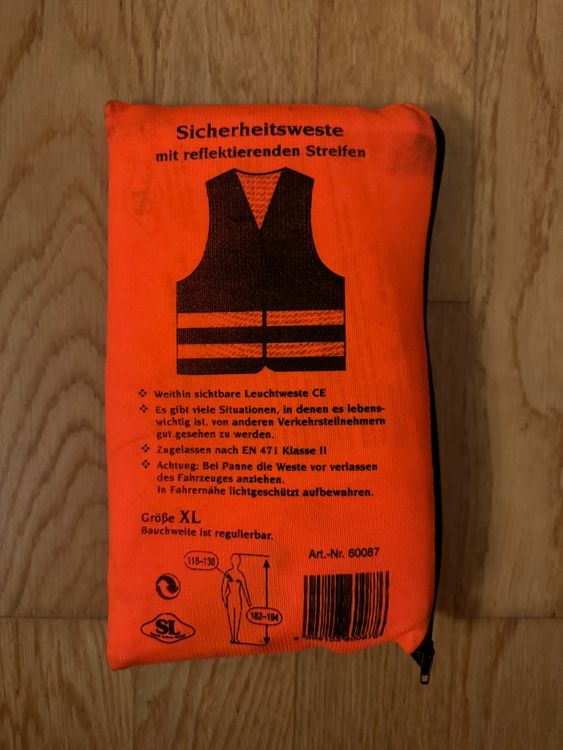 Sicherheitsweste
mit reflektierenden Streifen
❖ Weithin sichtbare Leuchtweste CE
❖ Es gibt viele Situationen, in denen es lebens-
wichtig ist, von anderen Verkehrsteilnehmern
gut gesehen zu werden.
❖ Zugelassen nach EN 471 Klasse II
❖ Achtung: Bei Panne die Weste vor verlassen
des Fahrzeuges anziehen.
In Fahrernähe lichtgeschützt aufbewahren.
Größe XL
Bauchweite ist regulierbar.
Art.-Nr. 60087
182–194
SL